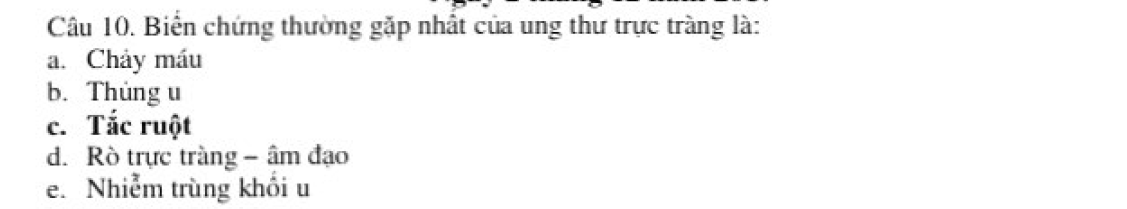 Câu 10. Biến chứng thường gặp nhất của ung thư trực tràng là:
a. Chảy máu
b. Thủng u
c. Tắc ruột
d. Rò trực tràng – âm đạo
e. Nhiễm trùng khối u